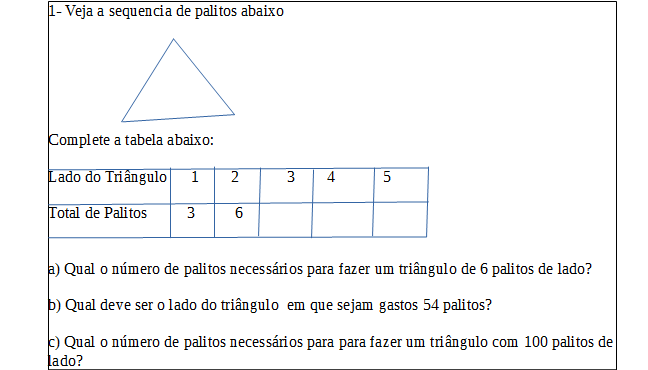 1- Veja a sequencia de palitos abaixo
Complete a tabela abaixo:
Lado do Triângulo 1 2 3 4 5
Total de Palitos 3 6
a) Qual o número de palitos necessários para fazer um triângulo de 6 palitos de lado?
b) Qual deve ser o lado do triângulo em que sejam gastos 54 palitos?
c) Qual o número de palitos necessários para para fazer um triângulo com 100 palitos de
lado?